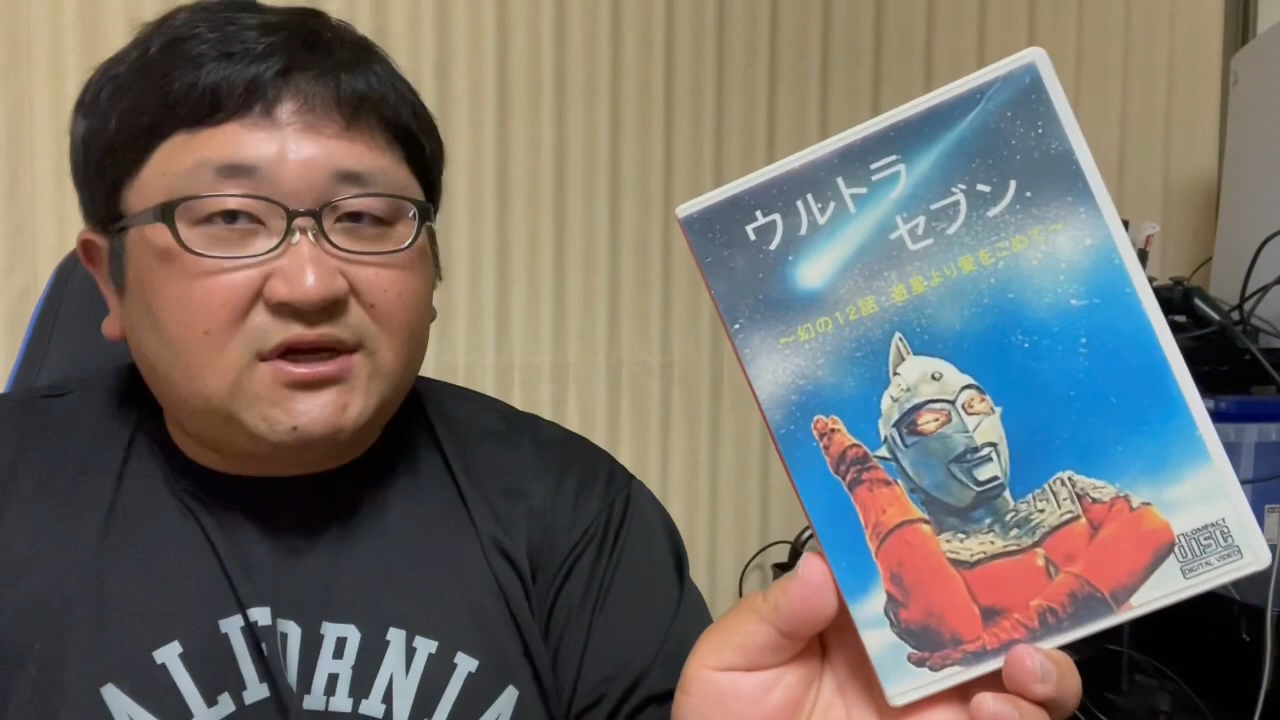 ウルトラ
セブン
～幻の12話 遊星より愛をこめて～
COMPACT
disc
DIGITAL VIDEO
ALIFORNIA